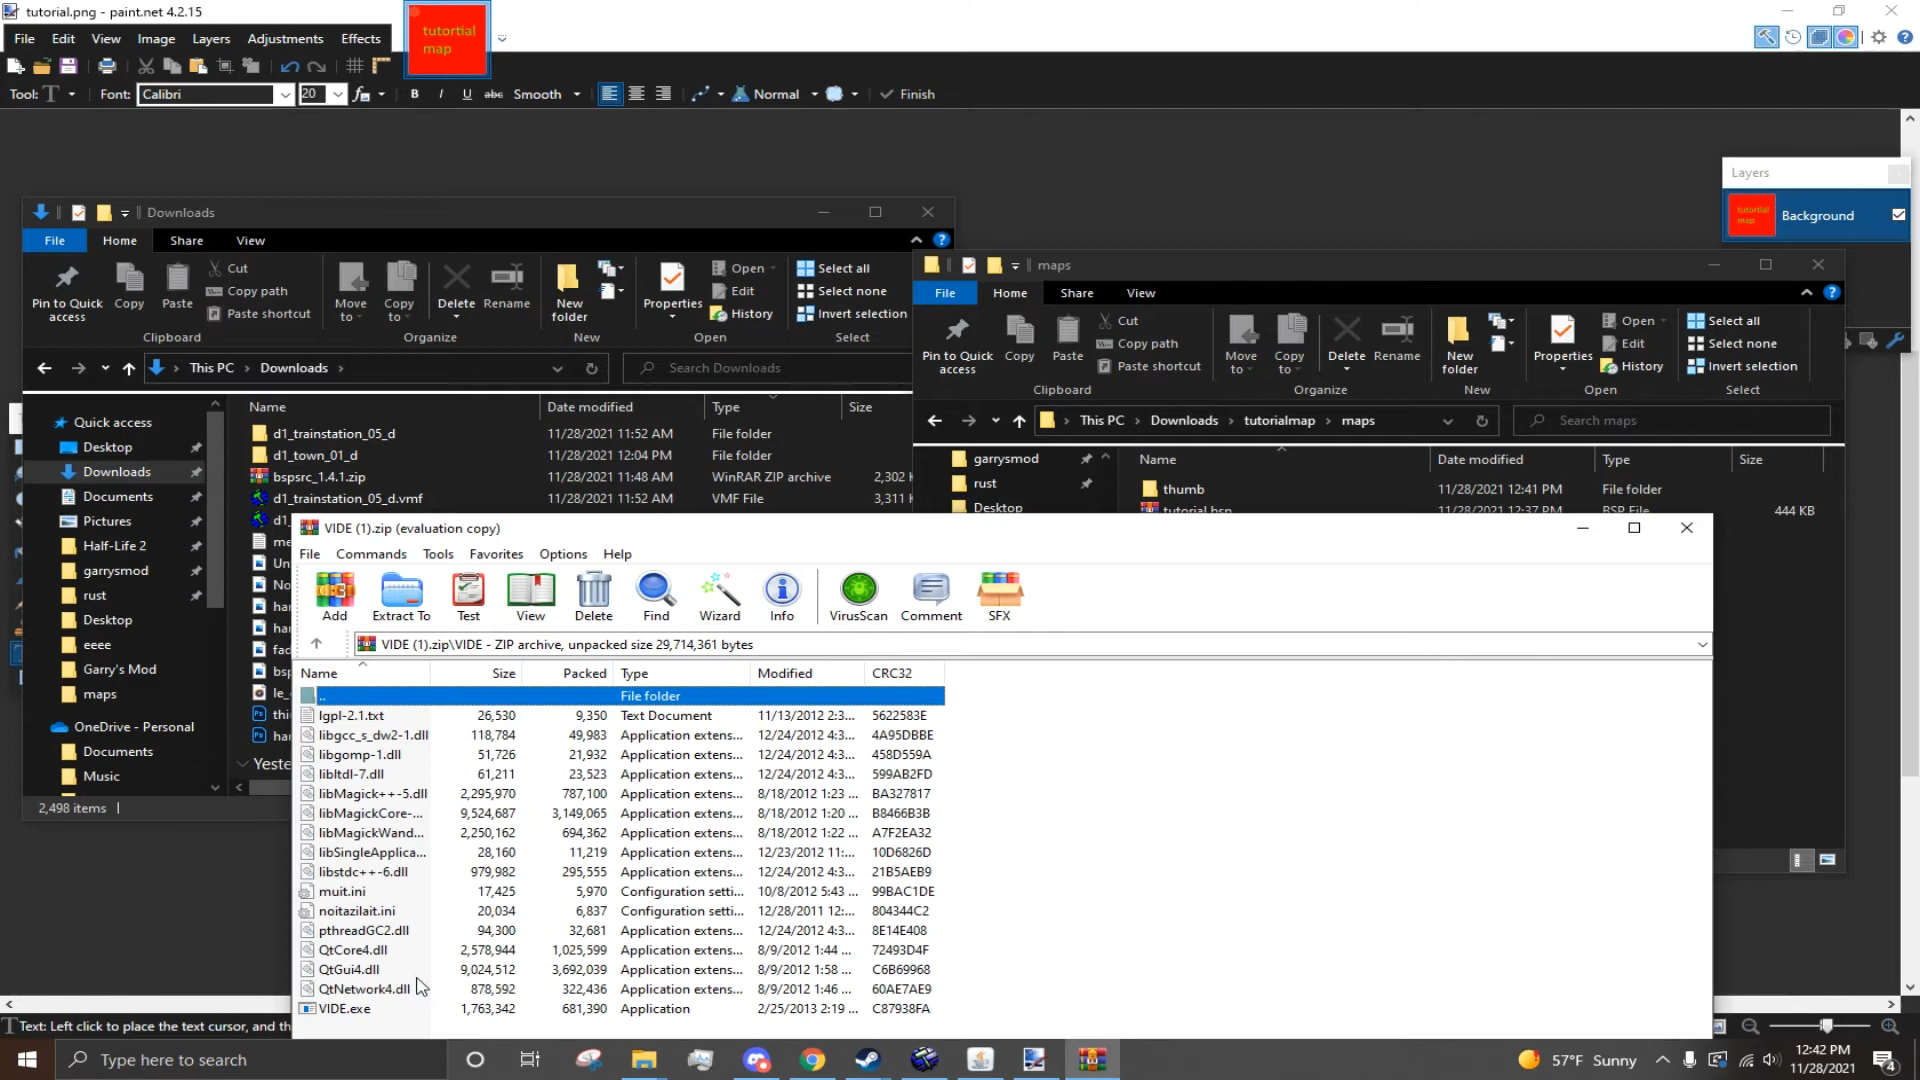 tutorial.png - paint.net 4.2.15
File Edit View Image Layers Adjustments Effects
tutortial
map
Tool: T Font: Calibri 20 B I U abc Smooth Normal Finish
Layers
tutortial
map
Background
Downloads
File Home Share View
Pin to Quick
access
Copy
Paste
Cut
Copy path
Paste shortcut
Move
to
Copy
to
Delete
Rename
New
folder
Properties
Open
Edit
History
Select all
Select none
Invert selection
Clipboard Organize New Open Select
This PC > Downloads >
Search Downloads
Name Date modified Type Size
Quick access
Desktop
Downloads
Documents
Pictures
Half-Life 2
garrysmod
rust
Desktop
eeee
Garry's Mod
maps
OneDrive - Personal
Documents
Music
d1_trainstation_05_d 11/28/2021 11:52 AM File folder
d1_town_01_d 11/28/2021 12:04 PM File folder
bspsrc_1.4.1.zip 11/28/2021 11:48 AM WinRAR ZIP archive 2,302
d1_trainstation_05_d.vmf 11/28/2021 11:52 AM VMF File 3,311
2,498 items
maps
File Home Share View
Pin to Quick
access
Copy
Paste
Cut
Copy path
Paste shortcut
Move
to
Copy
to
Delete
Rename
New
folder
Properties
Open
Edit
History
Select all
Select none
Invert selection
Clipboard Organize New Open Select
This PC > Downloads > tutorialmap > maps
Search maps
garrysmod
rust
Desktop
Name Date modified Type Size
thumb 11/28/2021 12:41 PM File folder
tutorial.bsp 11/28/2021 12:37 PM BSP File 444 KB
VIDE (1).zip (evaluation copy)
File Commands Tools Favorites Options Help
Add Extract To Test View Delete Find Wizard Info VirusScan Comment SFX
VIDE (1).zip\VIDE - ZIP archive, unpacked size 29,714,361 bytes
Name Size Packed Type Modified CRC32
.. File folder
lgpl-2.1.txt 26,530 9,350 Text Document 11/13/2012 2:3... 5622583E
libgcc_s_dw2-1.dll 118,784 49,983 Application extens... 12/24/2012 4:3... 4A95DBBE
libgomp-1.dll 51,726 21,932 Application extens... 12/24/2012 4:3... 458D559A
libltdl-7.dll 61,211 23,523 Application extens... 12/24/2012 4:3... 599AB2FD
libMagick++-5.dll 2,295,970 787,100 Application extens... 8/18/2012 1:23 ... BA327817
libMagickCore-... 9,524,687 3,149,065 Application extens... 8/18/2012 1:20 ... B8466B3B
libMagickWand... 2,250,162 694,362 Application extens... 8/18/2012 1:22 ... A7F2EA32
libSingleApplica... 28,160 11,219 Application extens... 12/23/2012 11:... 10D6826D
libstdc++-6.dll 979,982 295,555 Application extens... 12/24/2012 4:3... 21B5AEB9
muit.ini 17,425 5,970 Configuration setti... 10/8/2012 5:43 ... 99BAC1DE
noitazilait.ini 20,034 6,837 Configuration setti... 12/28/2011 12:... 804344C2
pthreadGC2.dll 94,300 32,681 Application extens... 12/24/2012 4:3... 8E14E408
QtCore4.dll 2,578,944 1,025,599 Application extens... 8/9/2012 1:44 ... 72493D4F
QtGui4.dll 9,024,512 3,692,039 Application extens... 8/9/2012 1:58 ... C6B69968
QtNetwork4.dll 878,592 322,436 Application extens... 8/9/2012 1:46 ... 60AE7AE9
VIDE.exe 1,763,342 681,390 Application 2/25/2013 2:19 ... C87938FA
Text: Left click to place the text cursor, and th
Type here to search
57°F Sunny
12:42 PM
11/28/2021
4